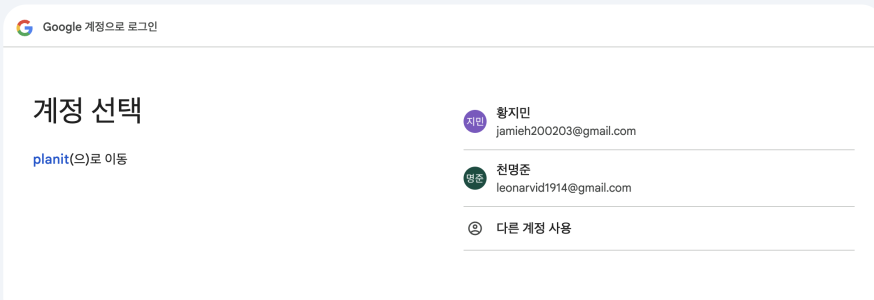 Google 계정으로 로그인
계정 선택
planit(으)로 이동
지민
황지민
jamieh200203@gmail.com
명준
천명준
leonarvid1914@gmail.com
다른 계정 사용